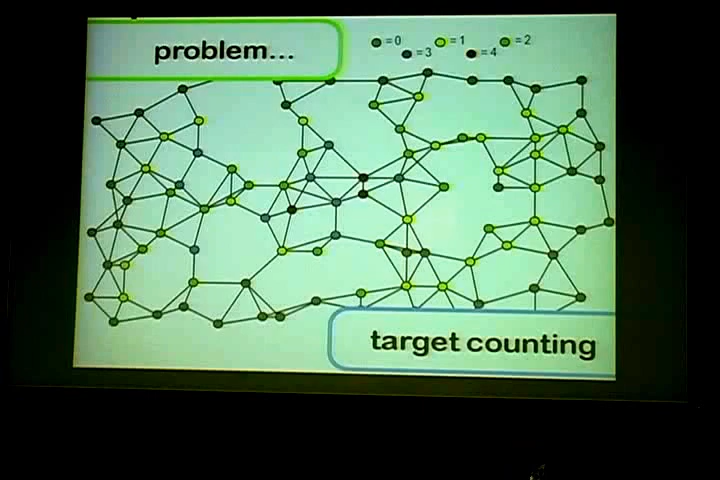 problem...
=0 =1 =2
=3 =4
target counting